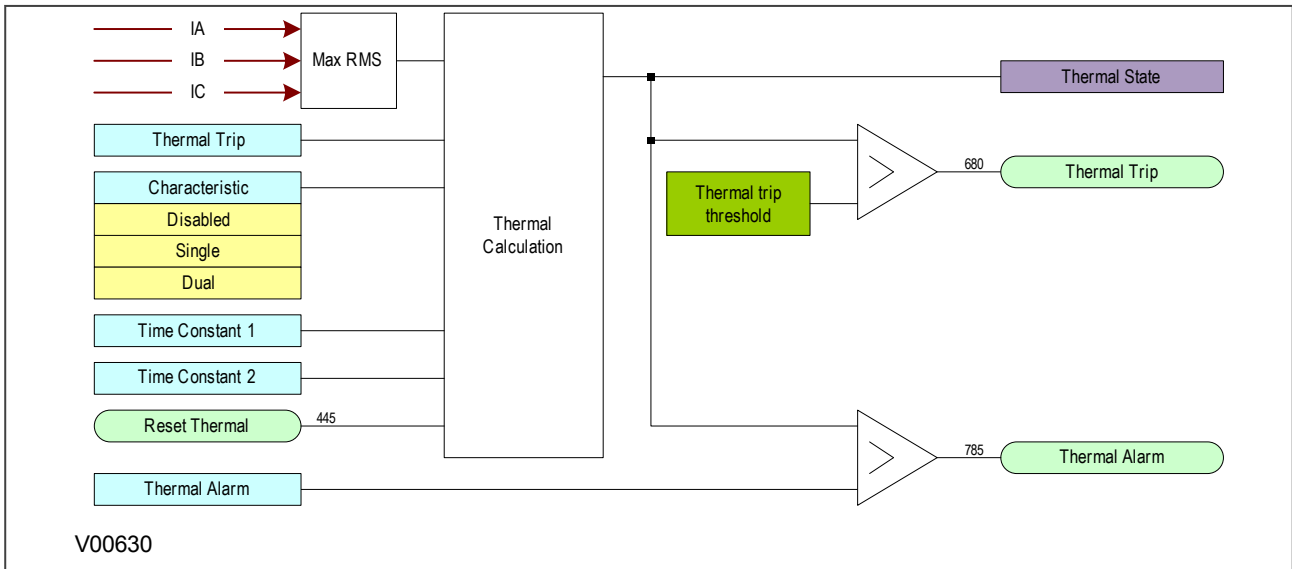 IA
IB
IC
Max RMS
Thermal Trip
Characteristic
Disabled
Single
Dual
Time Constant 1
Time Constant 2
Reset Thermal
445
Thermal Alarm
Thermal
Calculation
Thermal State
Thermal trip
threshold
680
Thermal Trip
785
Thermal Alarm
V00630